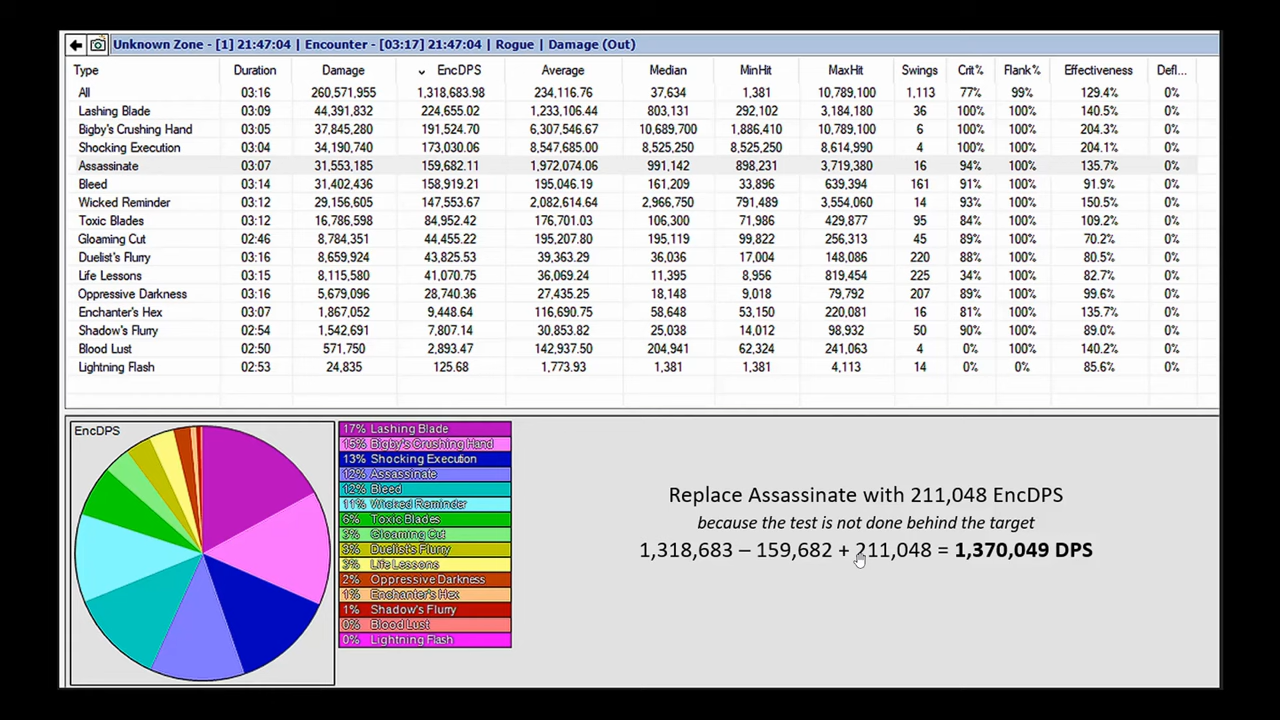 Unknown Zone - [1] 21:47:04 | Encounter - [03:17] 21:47:04 | Rogue | Damage (Out)
Type Duration Damage EncDPS Average Median MinHit MaxHit Swings Crit% Flank% Effectiveness Defl...
All 03:16 260,571,955 1,318,683.98 234,116.76 37,634 1,381 10,789,100 1,113 77% 99% 129.4% 0%
Lashing Blade 03:09 44,391,832 224,655.02 1,233,106.44 803,131 292,102 3,184,180 36 100% 100% 140.5% 0%
Bigby's Crushing Hand 03:05 37,845,280 191,524.70 6,307,546.67 10,689,700 1,886,410 10,789,100 6 100% 100% 204.3% 0%
Shocking Execution 03:04 34,190,740 173,030.06 8,547,685.00 8,525,250 8,525,250 8,614,990 4 100% 100% 204.1% 0%
Assassinate 03:07 31,553,185 159,682.11 1,972,074.06 991,142 898,231 3,719,380 16 94% 100% 135.7% 0%
Bleed 03:14 31,402,436 158,919.21 195,046.19 161,209 33,896 639,394 161 91% 100% 91.9% 0%
Wicked Reminder 03:12 29,156,605 147,553.67 2,082,614.64 2,966,750 791,489 3,554,060 14 93% 100% 150.5% 0%
Toxic Blades 03:12 16,786,598 84,952.42 176,701.03 106,300 71,986 429,877 95 84% 100% 109.2% 0%
Gloaming Cut 02:46 8,784,351 44,455.22 195,207.80 195,119 99,822 256,313 45 89% 100% 70.2% 0%
Duelist's Flurry 03:16 8,659,924 43,825.53 39,363.29 36,036 17,004 148,086 220 88% 100% 80.5% 0%
Life Lessons 03:15 8,115,580 41,070.75 36,069.24 11,395 8,956 819,454 225 34% 100% 82.7% 0%
Oppressive Darkness 03:16 5,679,096 28,740.36 27,435.25 18,148 9,018 79,792 207 89% 100% 99.6% 0%
Enchanter's Hex 03:07 1,867,052 9,448.64 116,690.75 58,648 53,150 220,081 16 81% 100% 135.7% 0%
Shadow's Flurry 02:54 1,542,691 7,807.14 30,853.82 25,038 14,012 98,932 50 90% 100% 89.0% 0%
Blood Lust 02:50 571,750 2,893.47 142,937.50 204,941 62,324 241,063 4 0% 100% 140.2% 0%
Lightning Flash 02:53 24,835 125.68 1,773.93 1,381 1,381 4,113 14 0% 0% 85.6% 0%
EncDPS
17% Lashing Blade
15% Bigby's Crushing Hand
13% Shocking Execution
12% Assassinate
12% Bleed
11% Wicked Reminder
6% Toxic Blades
3% Gloaming Cut
3% Duelist's Flurry
3% Life Lessons
2% Oppressive Darkness
1% Enchanter's Hex
1% Shadow's Flurry
0% Blood Lust
0% Lightning Flash
Replace Assassinate with 211,048 EncDPS
because the test is not done behind the target
1,318,683 – 159,682 + 211,048 = 1,370,049 DPS